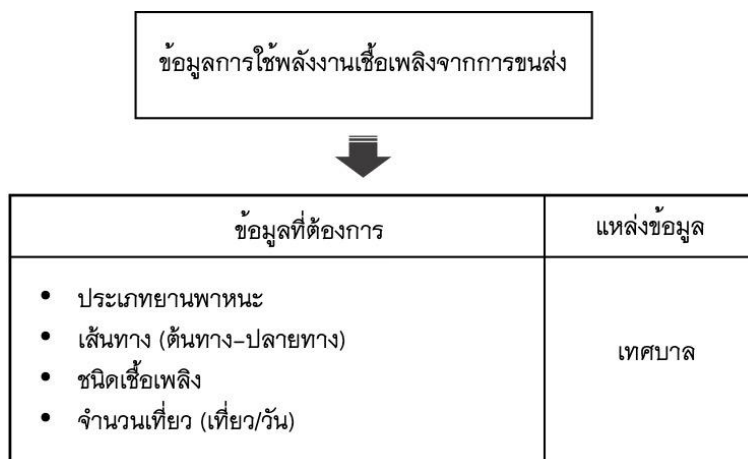 ข้อมูลการใช้พลังงานเชื้อเพลิงจากการขนส่ง
ข้อมูลที่ต้องการ
แหล่งข้อมูล
• ประเภทยานพาหนะ
• เส้นทาง (ต้นทาง-ปลายทาง)
• ชนิดเชื้อเพลิง
• จำนวนเที่ยว (เที่ยว/วัน)
เทศบาล